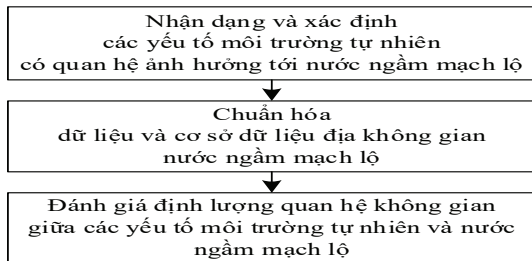 Nhận dạng và xác định
các yếu tố môi trường tự nhiên
có quan hệ ảnh hưởng tới nước ngầm mạch lộ
Chuẩn hóa
dữ liệu và cơ sở dữ liệu địa không gian
nước ngầm mạch lộ
Đánh giá định lượng quan hệ không gian
giữa các yếu tố môi trường tự nhiên và nước
ngầm mạch lộ